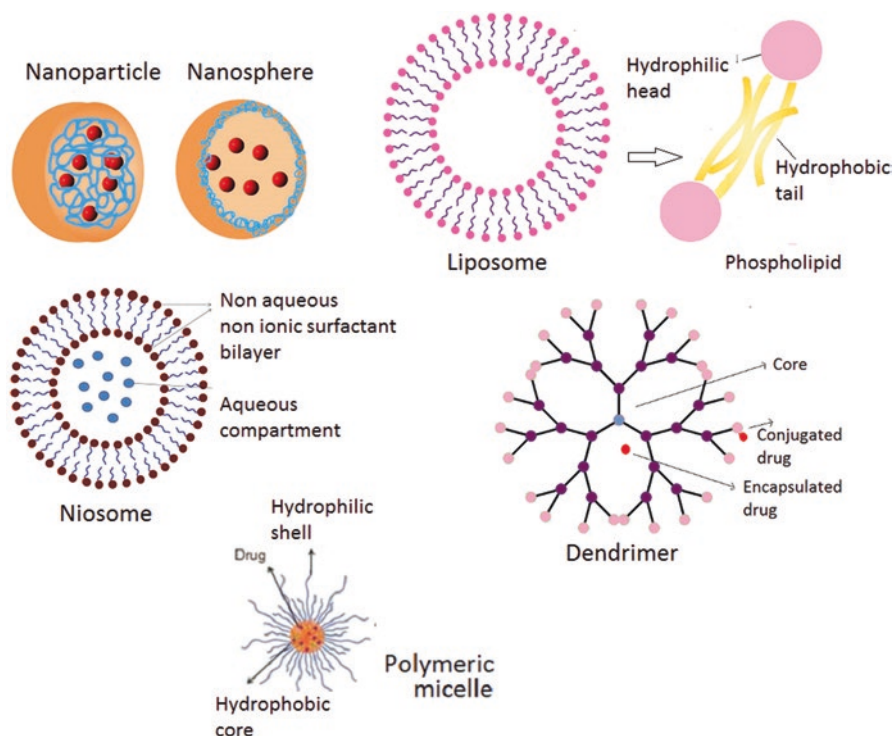 Nanoparticle
Nanosphere
Hydrophilic
head
Hydrophobic
tail
Liposome
Phospholipid
Non aqueous
non ionic surfactant
bilayer
Aqueous
compartment
Niosome
Core
Conjugated
drug
Encapsulated
drug
Dendrimer
Hydrophilic
shell
Drug
Polymeric
micelle
Hydrophobic
core